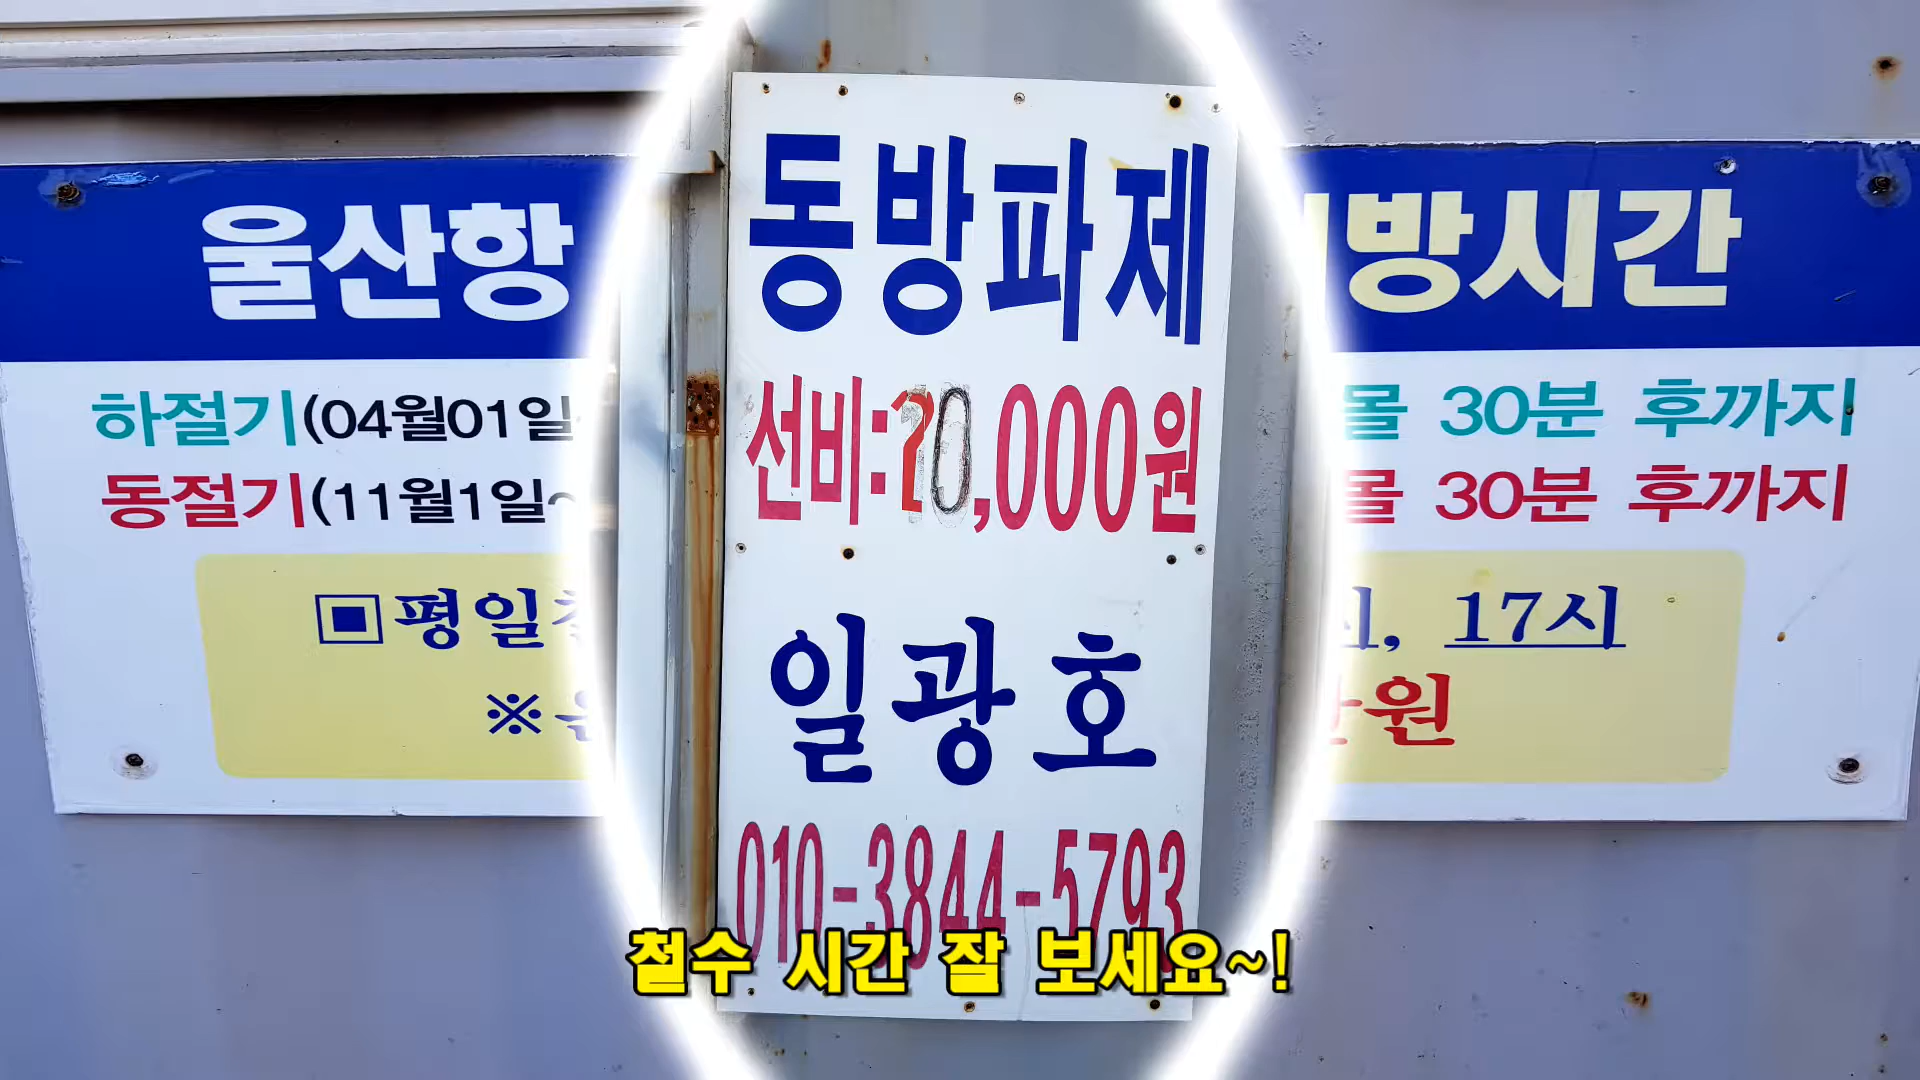 울산항
하절기(04월01일
동절기(11월1일~
▣평일
※
동방파제
선비:20,000원
일광호
010-3844-5793
방시간
몰 30분 후까지
몰 30분 후까지
시, 17시
만원
철수 시간 잘 보세요~!